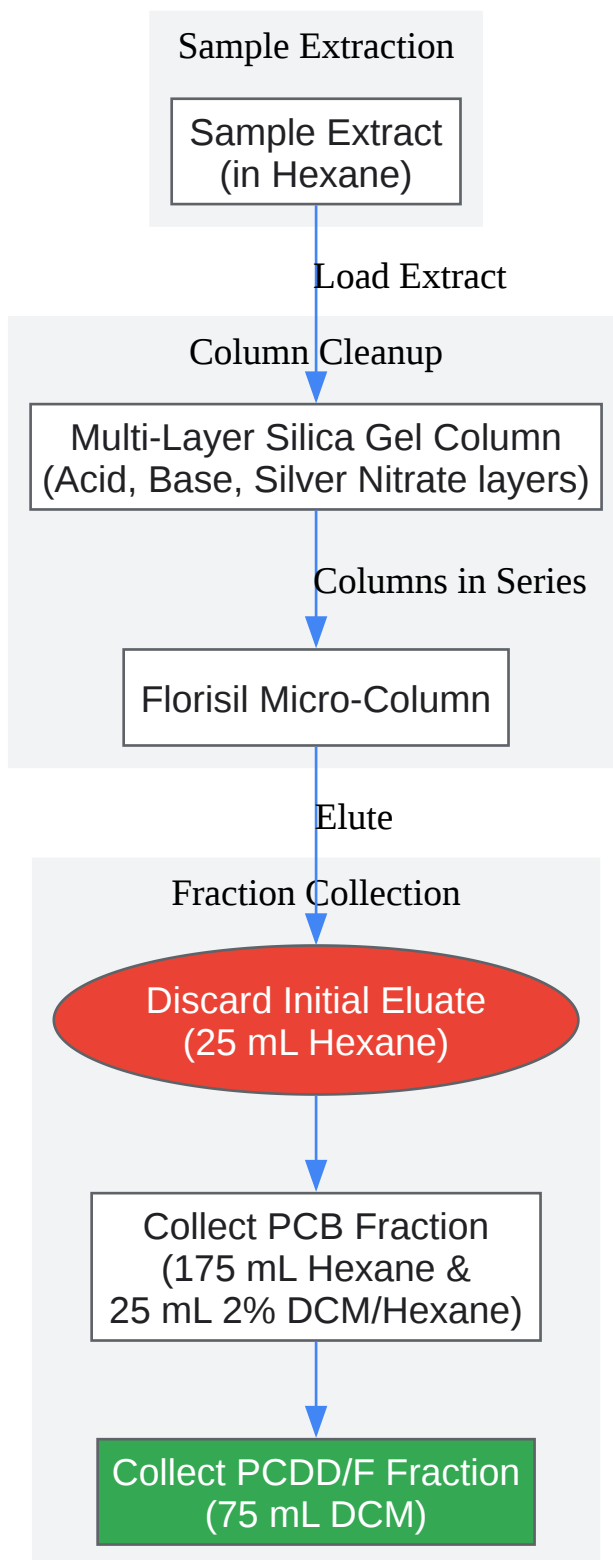 Sample Extraction
Sample Extract
(in Hexane)
Load Extract
Column Cleanup
Multi-Layer Silica Gel Column
(Acid, Base, Silver Nitrate layers)
Columns in Series
Florisil Micro-Column
Elute
Fraction Collection
Discard Initial Eluate
(25 mL Hexane)
Collect PCB Fraction
(175 mL Hexane &
25 mL 2% DCM/Hexane)
Collect PCDD/F Fraction
(75 mL DCM)